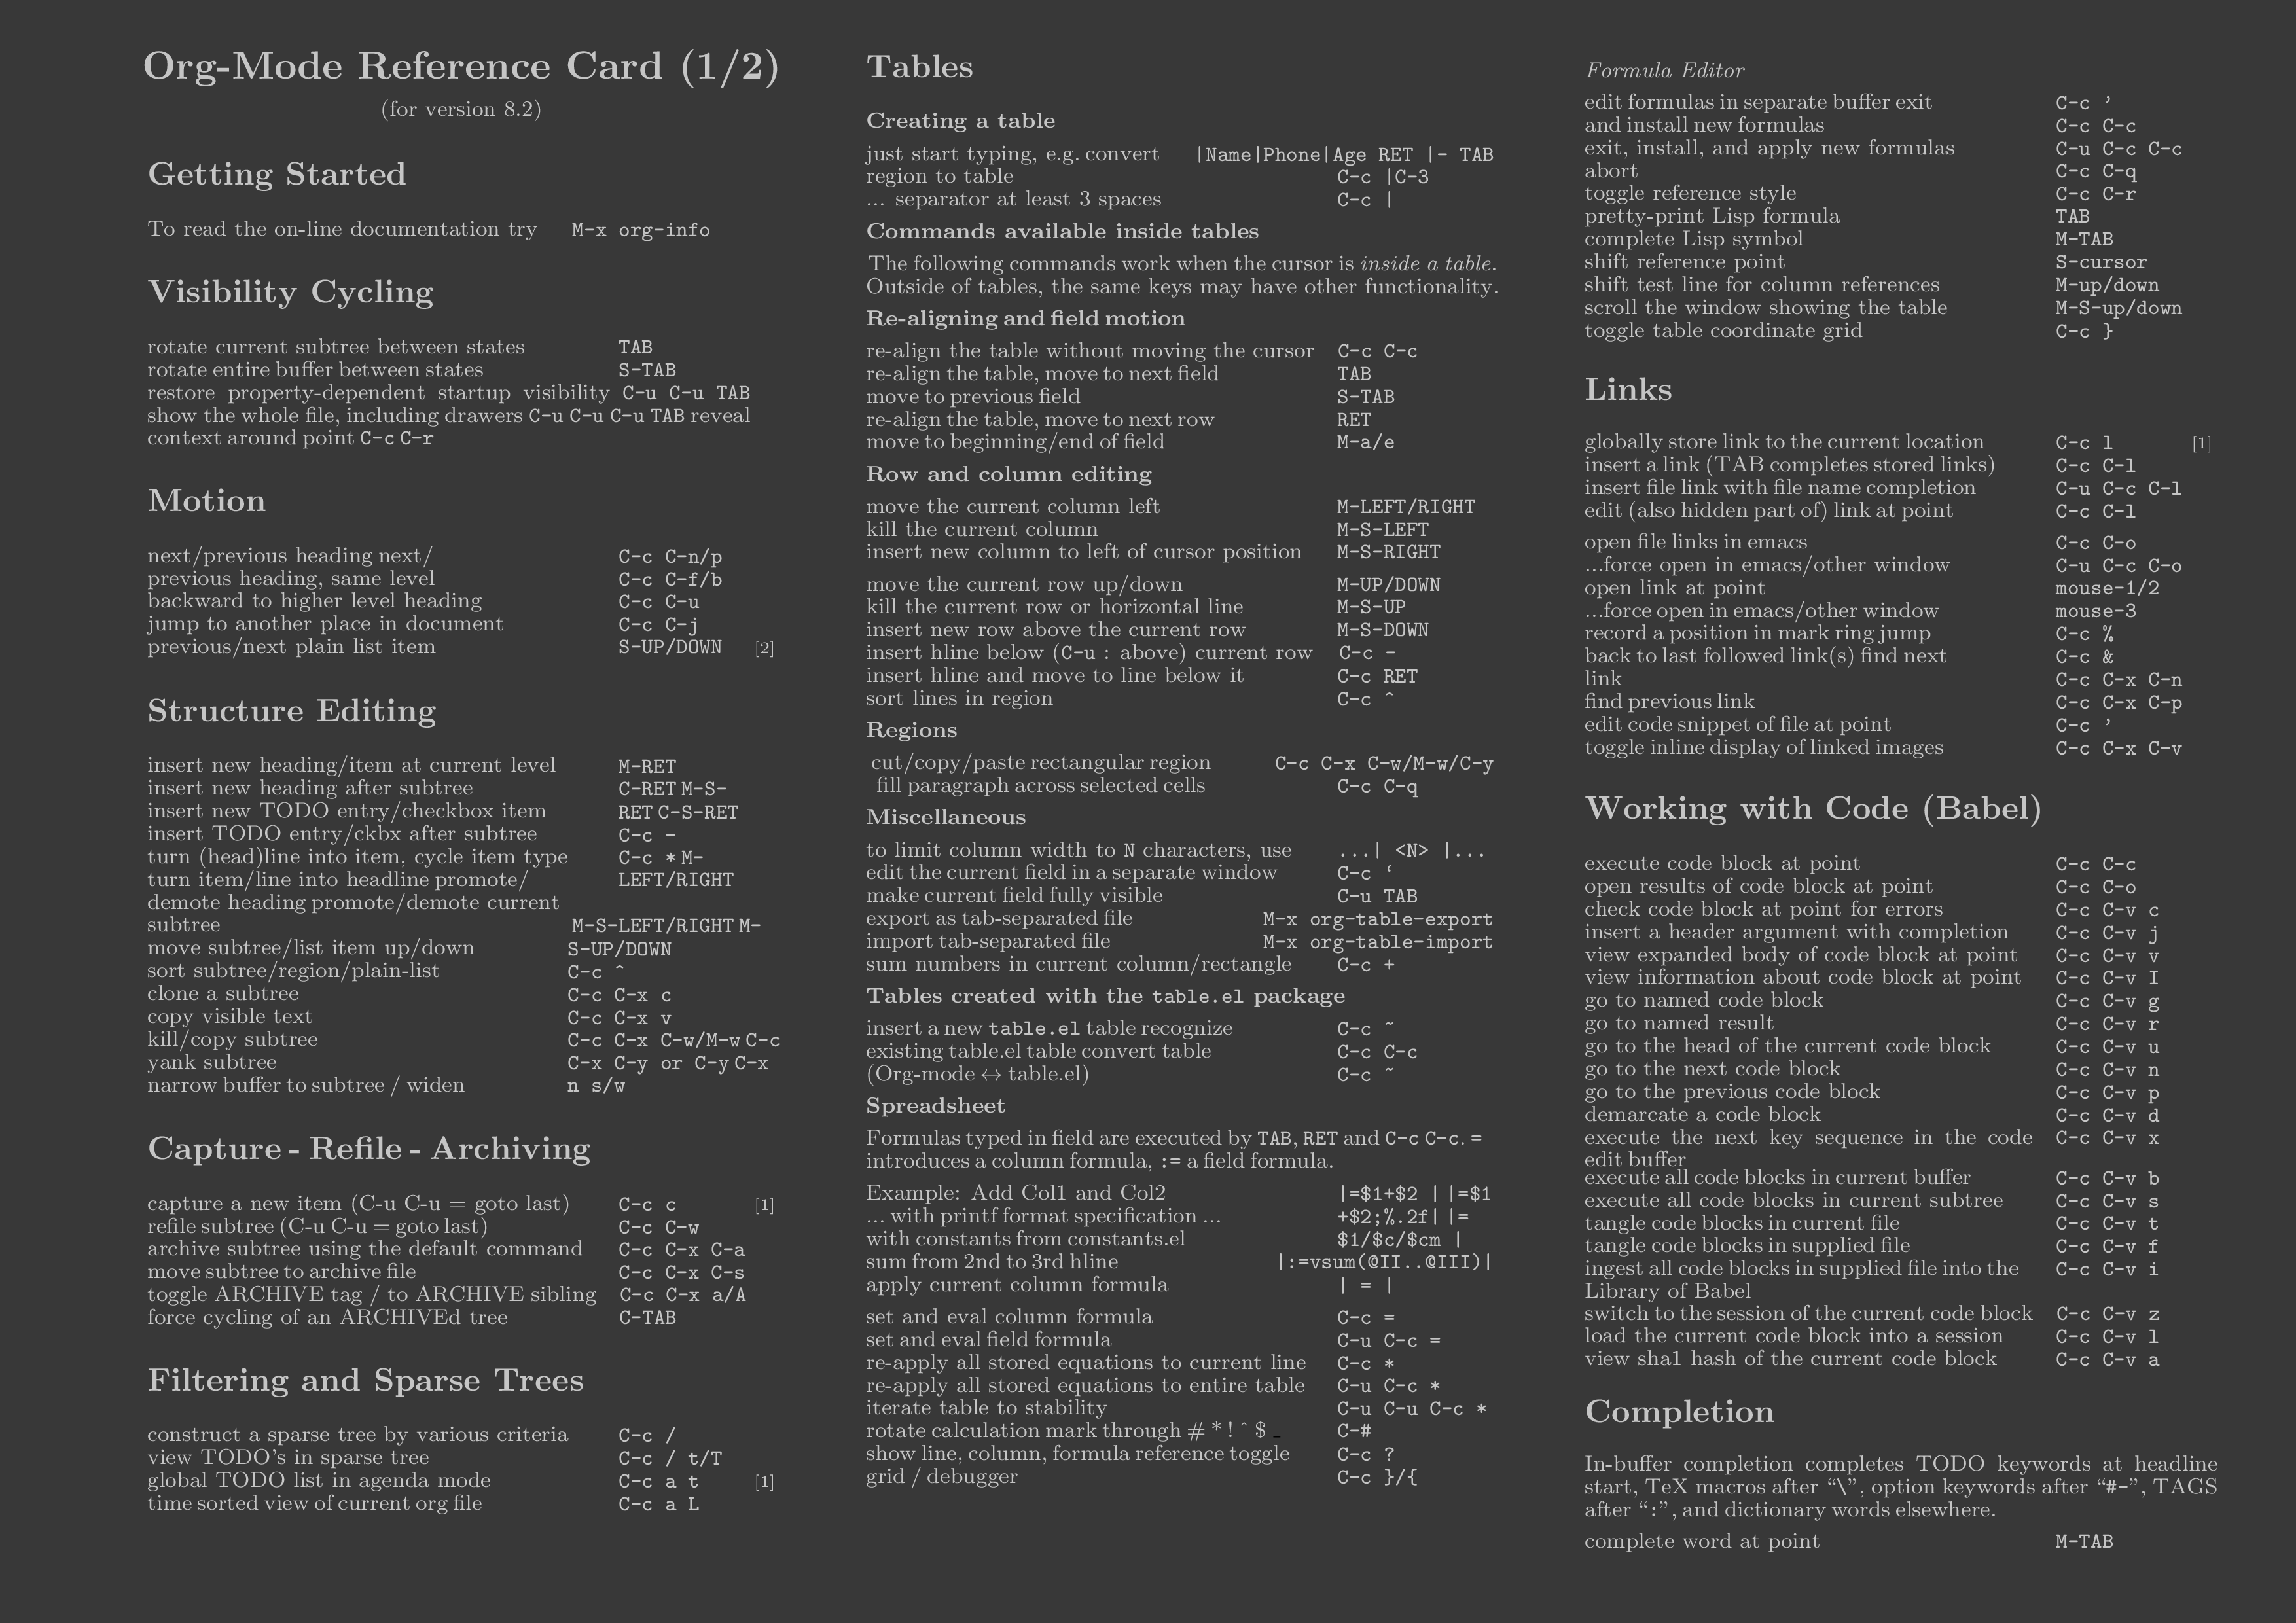 Org-Mode Reference Card (1/2)
(for version 8.2)
Getting Started
To read the on-line documentation try M-x org-info
Visibility Cycling
rotate current subtree between states TAB
rotate entire buffer between states S-TAB
restore property-dependent startup visibility C-u C-u TAB
show the whole file, including drawers C-u C-u C-u TAB reveal
context around point C-c C-r
Motion
next/previous heading next/ C-c C-n/p
previous heading, same level C-c C-f/b
backward to higher level heading C-c C-u
jump to another place in document C-c C-j
previous/next plain list item S-UP/DOWN [2]
Structure Editing
insert new heading/item at current level M-RET
insert new heading after subtree C-RET M-S-
insert new TODO entry/checkbox item RET C-S-RET
insert TODO entry/ckbx after subtree C-c -
turn (head)line into item, cycle item type C-c * M-
turn item/line into headline promote/ LEFT/RIGHT
demote heading promote/demote current
subtree M-S-LEFT/RIGHT M-
move subtree/list item up/down S-UP/DOWN
sort subtree/region/plain-list C-c ^
clone a subtree C-c C-x c
copy visible text C-c C-x v
kill/copy subtree C-c C-x C-w/M-w C-c
yank subtree C-x C-y or C-y C-x
narrow buffer to subtree / widen n s/w
Capture - Refile - Archiving
capture a new item (C-u C-u = goto last) C-c c [1]
refile subtree (C-u C-u = goto last) C-c C-w
archive subtree using the default command C-c C-x C-a
move subtree to archive file C-c C-x C-s
toggle ARCHIVE tag / to ARCHIVE sibling C-c C-x a/A
force cycling of an ARCHIVEd tree C-TAB
Filtering and Sparse Trees
construct a sparse tree by various criteria C-c /
view TODO's in sparse tree C-c / t/T
global TODO list in agenda mode C-c a t [1]
time sorted view of current org file C-c a L
Tables
Creating a table
just start typing, e.g. convert |Name|Phone|Age RET |- TAB
region to table C-c |C-3
... separator at least 3 spaces C-c |
Commands available inside tables
The following commands work when the cursor is inside a table.
Outside of tables, the same keys may have other functionality.
Re-aligning and field motion
re-align the table without moving the cursor C-c C-c
re-align the table, move to next field TAB
move to previous field S-TAB
re-align the table, move to next row RET
move to beginning/end of field M-a/e
Row and column editing
move the current column left M-LEFT/RIGHT
kill the current column M-S-LEFT
insert new column to left of cursor position M-S-RIGHT
move the current row up/down M-UP/DOWN
kill the current row or horizontal line M-S-UP
insert new row above the current row M-S-DOWN
insert hline below (C-u : above) current row C-c -
insert hline and move to line below it C-c RET
sort lines in region C-c ^
Regions
cut/copy/paste rectangular region C-c C-x C-w/M-w/C-y
fill paragraph across selected cells C-c C-q
Miscellaneous
to limit column width to N characters, use ...| <N> |...
edit the current field in a separate window C-c ‘
make current field fully visible C-u TAB
export as tab-separated file M-x org-table-export
import tab-separated file M-x org-table-import
sum numbers in current column/rectangle C-c +
Tables created with the table.el package
insert a new table.el table recognize C-c ~
existing table.el table convert table C-c C-c
(Org-mode ↔ table.el) C-c ~
Spreadsheet
Formulas typed in field are executed by TAB, RET and C-c C-c. =
introduces a column formula, := a field formula.
Example: Add Col1 and Col2 |=$1+$2 | |=$1
... with printf format specification ... +$2;%.2f| |=
with constants from constants.el $1/$c/$cm |
sum from 2nd to 3rd hline |:=vsum(@II..@III)|
apply current column formula | = |
set and eval column formula C-c =
set and eval field formula C-u C-c =
re-apply all stored equations to current line C-c *
re-apply all stored equations to entire table C-u C-c *
iterate table to stability C-u C-u C-c *
rotate calculation mark through # * ! ^ $ _ C-#
show line, column, formula reference toggle C-c ?
grid / debugger C-c }/{
Formula Editor
edit formulas in separate buffer exit C-c ’
and install new formulas C-c C-c
exit, install, and apply new formulas C-u C-c C-c
abort C-c C-q
toggle reference style C-c C-r
pretty-print Lisp formula TAB
complete Lisp symbol M-TAB
shift reference point S-cursor
shift test line for column references M-up/down
scroll the window showing the table M-S-up/down
toggle table coordinate grid C-c }
Links
globally store link to the current location C-c l [1]
insert a link (TAB completes stored links) C-c C-l
insert file link with file name completion C-u C-c C-l
edit (also hidden part of) link at point C-c C-l
open file links in emacs C-c C-o
...force open in emacs/other window C-u C-c C-o
open link at point mouse-1/2
...force open in emacs/other window mouse-3
record a position in mark ring jump C-c %
back to last followed link(s) find next C-c &
link C-c C-x C-n
find previous link C-c C-x C-p
edit code snippet of file at point C-c ’
toggle inline display of linked images C-c C-x C-v
Working with Code (Babel)
execute code block at point C-c C-c
open results of code block at point C-c C-o
check code block at point for errors C-c C-v c
insert a header argument with completion C-c C-v j
view expanded body of code block at point C-c C-v v
view information about code block at point C-c C-v I
go to named code block C-c C-v g
go to named result C-c C-v r
go to the head of the current code block C-c C-v u
go to the next code block C-c C-v n
go to the previous code block C-c C-v p
demarcate a code block C-c C-v d
execute the next key sequence in the code C-c C-v x
edit buffer
execute all code blocks in current buffer C-c C-v b
execute all code blocks in current subtree C-c C-v s
tangle code blocks in current file C-c C-v t
tangle code blocks in supplied file C-c C-v f
ingest all code blocks in supplied file into the C-c C-v i
Library of Babel
switch to the session of the current code block C-c C-v z
load the current code block into a session C-c C-v l
view sha1 hash of the current code block C-c C-v a
Completion
In-buffer completion completes TODO keywords at headline
start, TeX macros after “\”, option keywords after “#-”, TAGS
after “:”, and dictionary words elsewhere.
complete word at point M-TAB